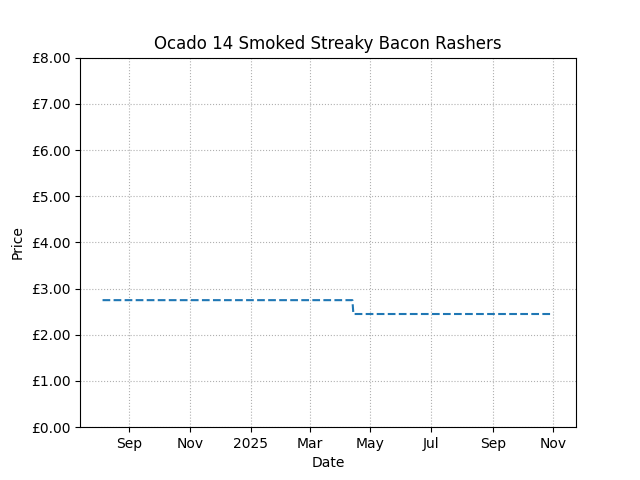 Ocado 14 Smoked Streaky Bacon Rashers
£8.00
£7.00
£6.00
£5.00
£4.00
£3.00
£2.00
£1.00
£0.00
Price
Sep Nov 2025 Mar May Jul Sep Nov
Date